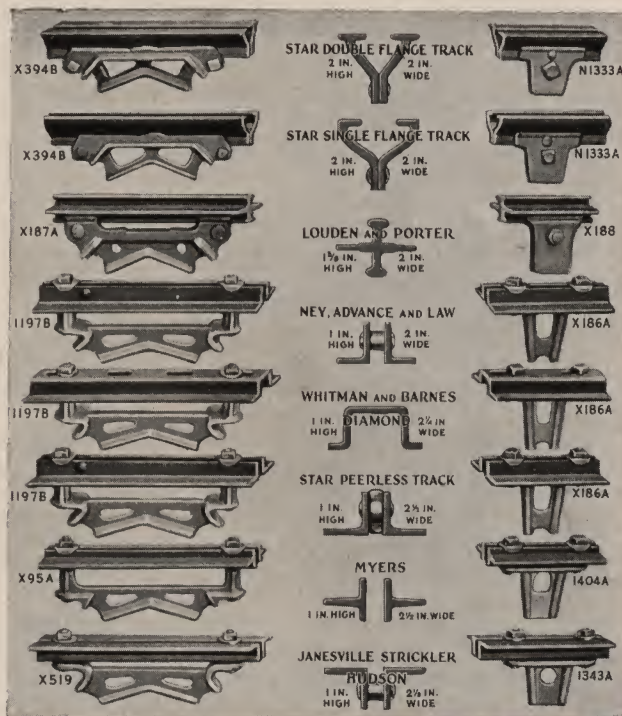 STAR DOUBLE FLANGE TRACK
X394B
2 IN. HIGH
2 IN. WIDE
N1333A
STAR SINGLE FLANGE TRACK
X394B
2 IN. HIGH
2 IN. WIDE
N1333A
LOUDEN AND PORTER
X187A
1⅝ IN. HIGH
2 IN. WIDE
X188
NEY, ADVANCE AND LAW
1197B
1 IN. HIGH
2 IN. WIDE
X186A
WHITMAN AND BARNES
DIAMOND
1197B
1 IN. HIGH
2¼ IN WIDE
X186A
STAR PEERLESS TRACK
1197B
1 IN. HIGH
2½ IN. WIDE
X186A
MYERS
X95A
1 IN. HIGH
2½ IN. WIDE
1404A
JANESVILLE STRICKLER
HUDSON
X519
1 IN. HIGH
2½ IN. WIDE
1343A